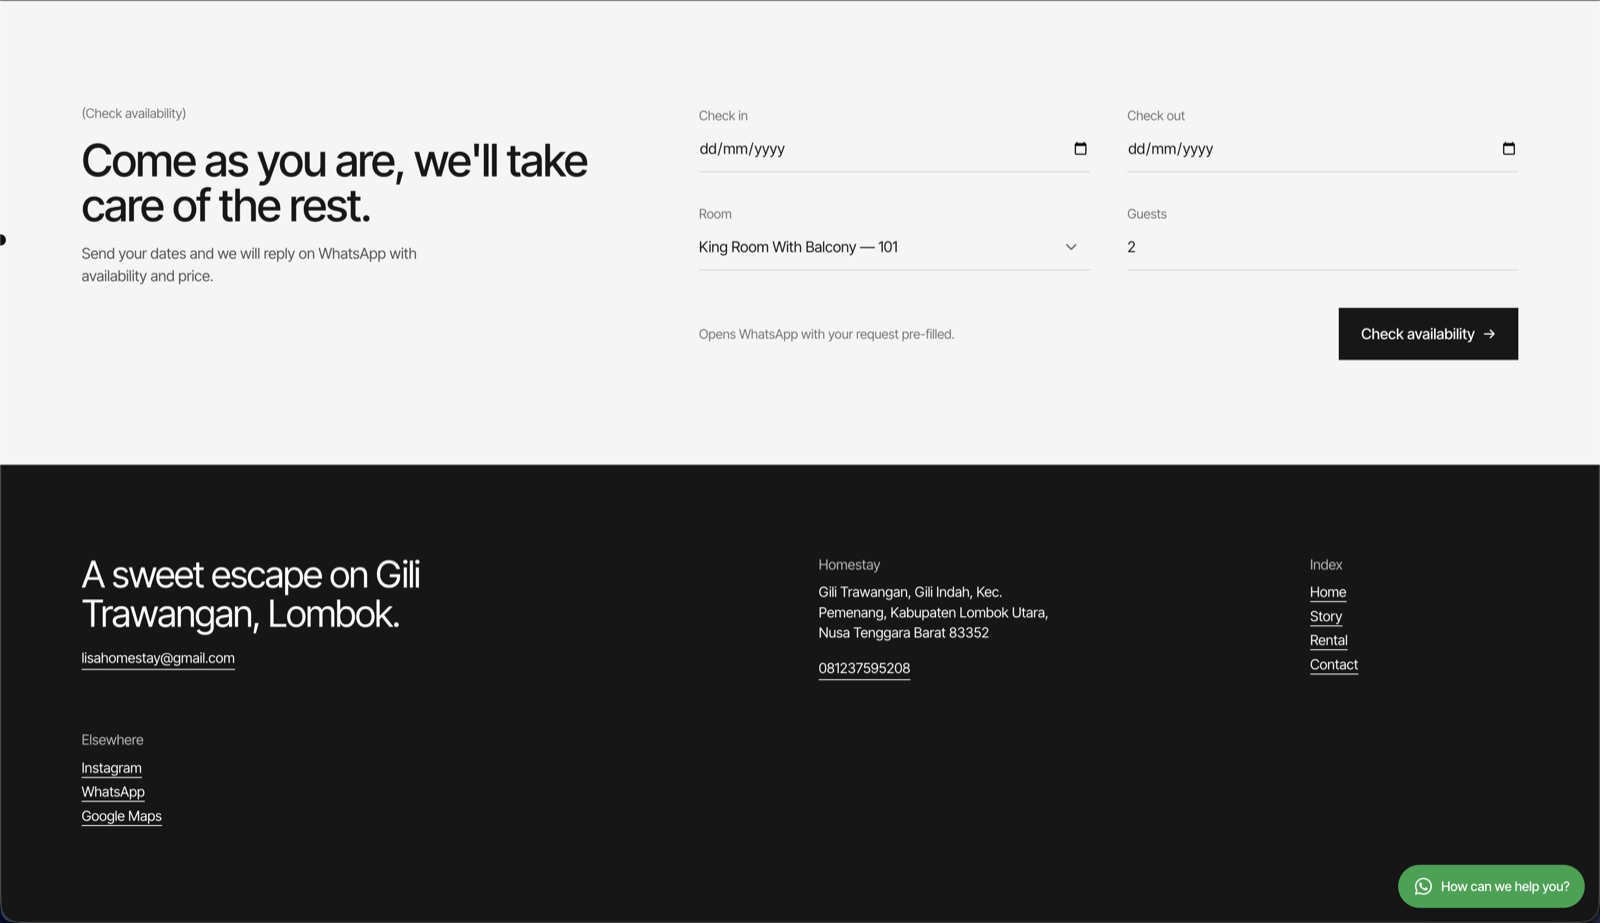 (Check availability)
Come as you are, we'll take
care of the rest.
Send your dates and we will reply on WhatsApp with
availability and price.
Check in
dd/mm/yyyy
Check out
dd/mm/yyyy
Room
King Room With Balcony — 101
Guests
2
Opens WhatsApp with your request pre-filled.
Check availability →
A sweet escape on Gili
Trawangan, Lombok.
lisahomestay@gmail.com
Homestay
Gili Trawangan, Gili Indah, Kec.
Pemenang, Kabupaten Lombok Utara,
Nusa Tenggara Barat 83352
081237595208
Index
Home
Story
Rental
Contact
Elsewhere
Instagram
WhatsApp
Google Maps
How can we help you?